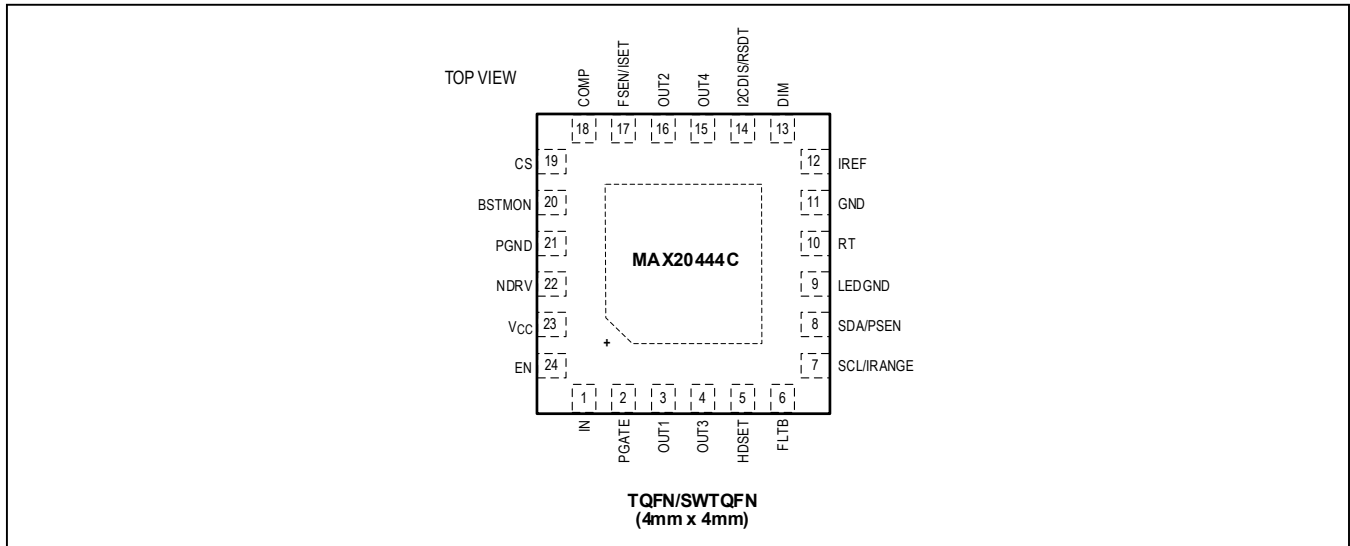 TOP VIEW
COMP
FSEN/ISET
OUT2
OUT4
I2CDIS/RSDT
DIM
18 17 16 15 14 13
CS 19 12 IREF
BSTMON 20 11 GND
PGND 21 10 RT
MAX20444C
NDRV 22 9 LEDGND
VCC 23 8 SDA/PSEN
+
EN 24 7 SCL/IRANGE
1 2 3 4 5 6
IN
PGATE
OUT1
OUT3
HDSET
FLTB
TQFN/SWTQFN
(4mm x 4mm)